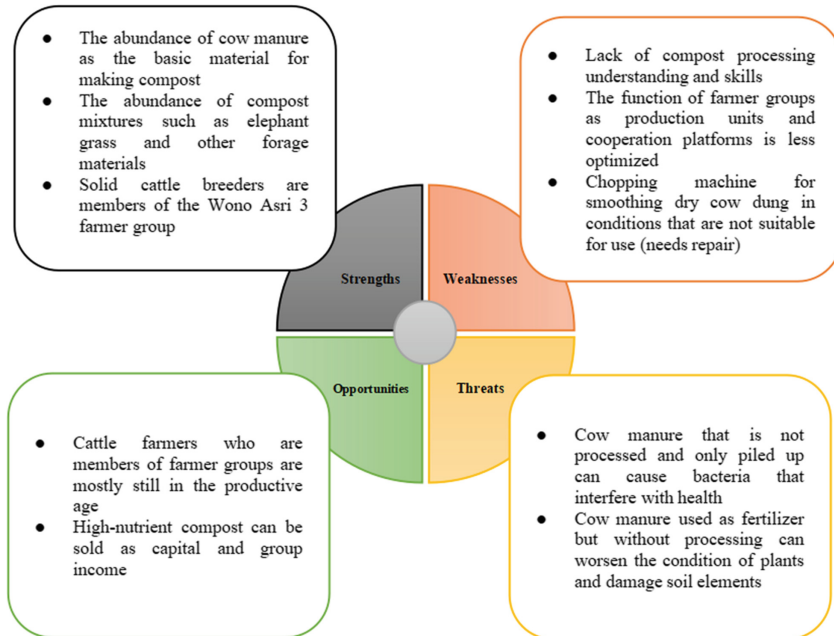 ● The abundance of cow manure
as the basic material for
making compost
● The abundance of compost
mixtures such as elephant
grass and other forage
materials
● Solid cattle breeders are
members of the Wono Asri 3
farmer group
● Lack of compost processing
understanding and skills
● The function of farmer groups
as production units and
cooperation platforms is less
optimized
● Chopping machine for
smoothing dry cow dung in
conditions that are not suitable
for use (needs repair)
Strengths
Weaknesses
Opportunities
Threats
● Cattle farmers who are
members of farmer groups are
mostly still in the productive
age
● High-nutrient compost can be
sold as capital and group
income
● Cow manure that is not
processed and only piled up
can cause bacteria that
interfere with health
● Cow manure used as fertilizer
but without processing can
worsen the condition of plants
and damage soil elements